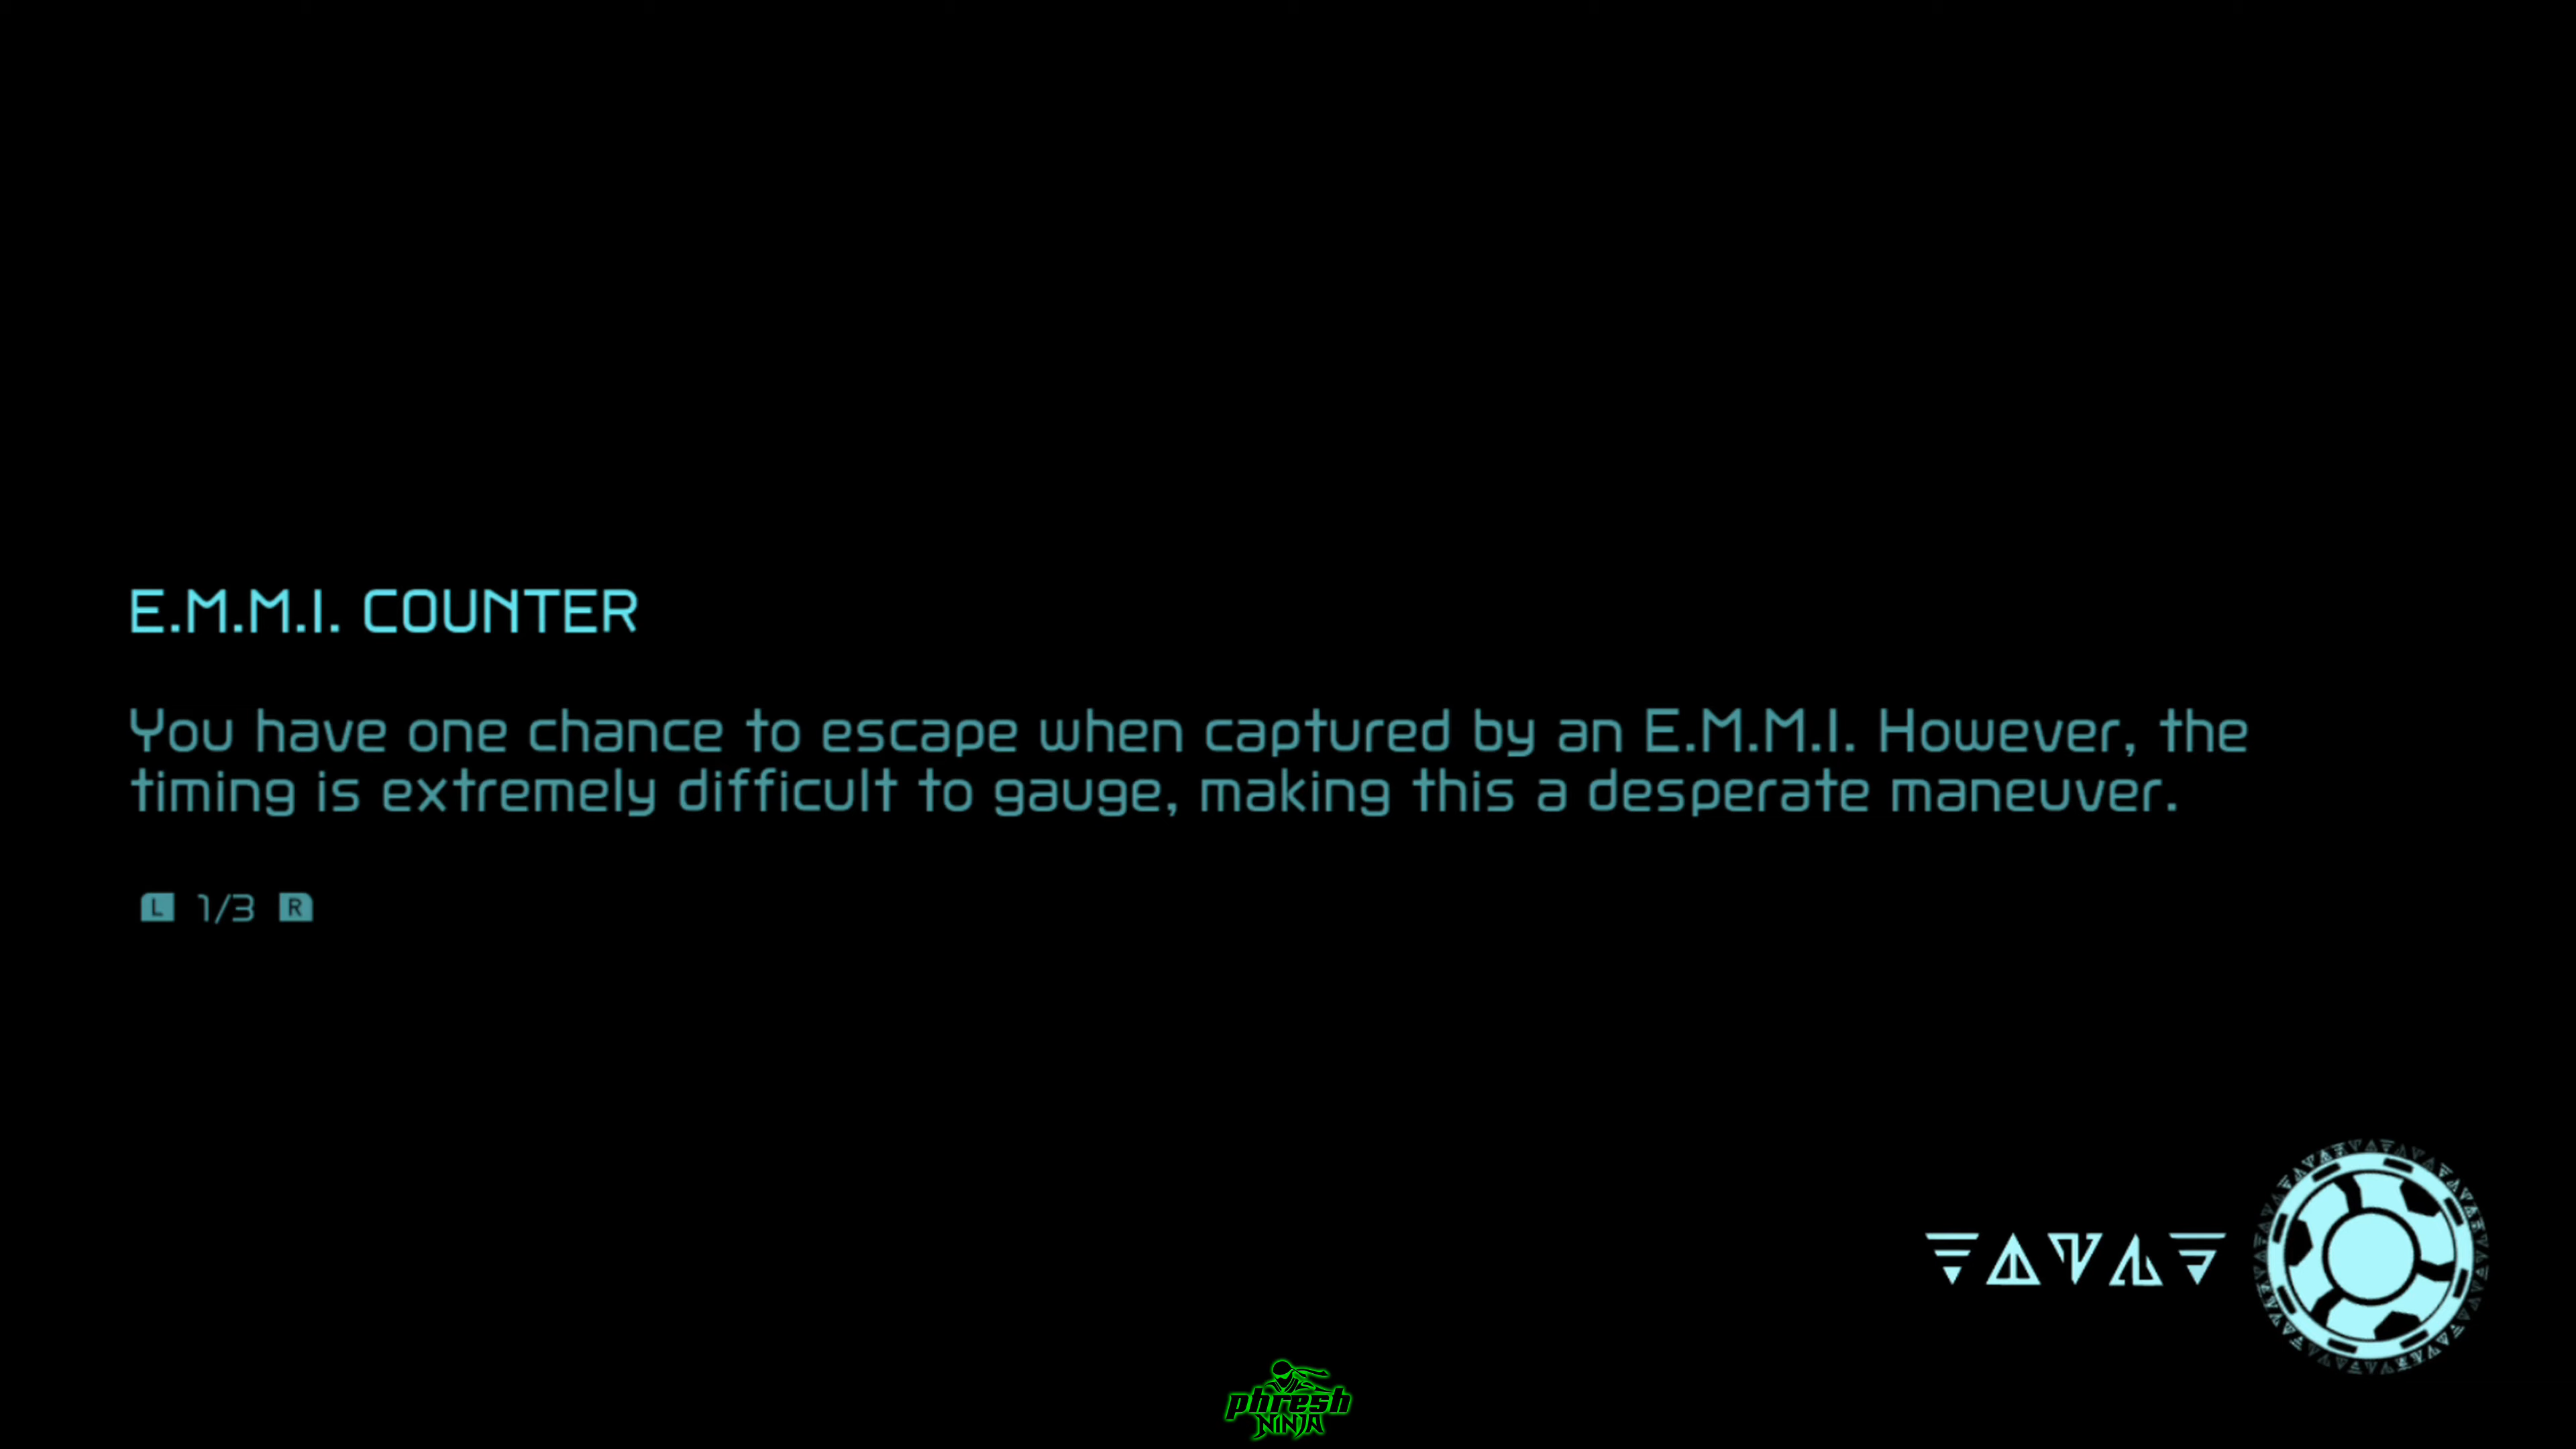 E.M.M.I. COUNTER
You have one chance to escape when captured by an E.M.M.I. However, the
timing is extremely difficult to gauge, making this a desperate maneuver.
L 1/3 R
phresh
NINJA